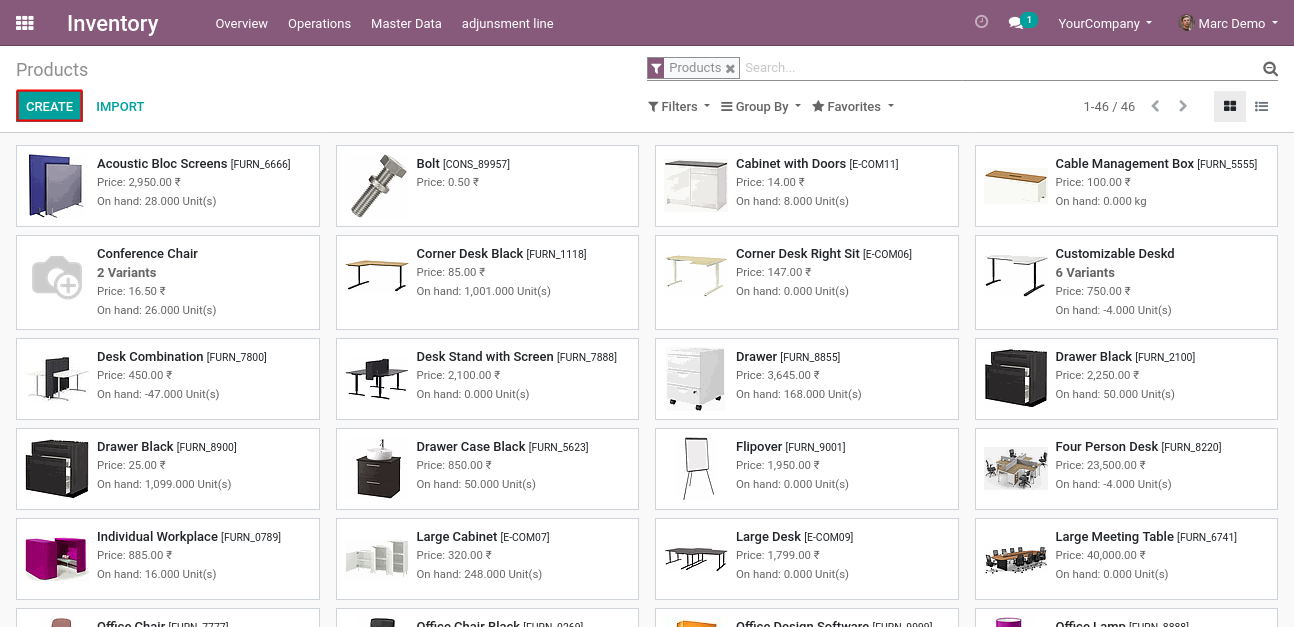 Inventory Overview Operations Master Data adjunsment line 1 YourCompany Marc Demo
Products
Products Search...
CREATE IMPORT
Filters Group By Favorites 1-46 / 46
Acoustic Bloc Screens [FURN_6666]
Price: 2,950.00 ₹
On hand: 28.000 Unit(s)
Bolt [CONS_89957]
Price: 0.50 ₹
Cabinet with Doors [E-COM11]
Price: 14.00 ₹
On hand: 8.000 Unit(s)
Cable Management Box [FURN_5555]
Price: 100.00 ₹
On hand: 0.000 kg
Conference Chair
2 Variants
Price: 16.50 ₹
On hand: 26.000 Unit(s)
Corner Desk Black [FURN_1118]
Price: 85.00 ₹
On hand: 1,001.000 Unit(s)
Corner Desk Right Sit [E-COM06]
Price: 147.00 ₹
On hand: 0.000 Unit(s)
Customizable Deskd
6 Variants
Price: 750.00 ₹
On hand: -4.000 Unit(s)
Desk Combination [FURN_7800]
Price: 450.00 ₹
On hand: -47.000 Unit(s)
Desk Stand with Screen [FURN_7888]
Price: 2,100.00 ₹
On hand: 0.000 Unit(s)
Drawer [FURN_8855]
Price: 3,645.00 ₹
On hand: 168.000 Unit(s)
Drawer Black [FURN_2100]
Price: 2,250.00 ₹
On hand: 50.000 Unit(s)
Drawer Black [FURN_8900]
Price: 25.00 ₹
On hand: 1,099.000 Unit(s)
Drawer Case Black [FURN_5623]
Price: 850.00 ₹
On hand: 50.000 Unit(s)
Flipover [FURN_9001]
Price: 1,950.00 ₹
On hand: 0.000 Unit(s)
Four Person Desk [FURN_8220]
Price: 23,500.00 ₹
On hand: -4.000 Unit(s)
Individual Workplace [FURN_0789]
Price: 885.00 ₹
On hand: 16.000 Unit(s)
Large Cabinet [E-COM07]
Price: 320.00 ₹
On hand: 248.000 Unit(s)
Large Desk [E-COM09]
Price: 1,799.00 ₹
On hand: 0.000 Unit(s)
Large Meeting Table [FURN_6741]
Price: 40,000.00 ₹
On hand: 0.000 Unit(s)
Office Chair [FURN_7777]
Office Chair Black [FURN_0269]
Office Design Software [FURN_9999]
Office Lamp [FURN_8888]